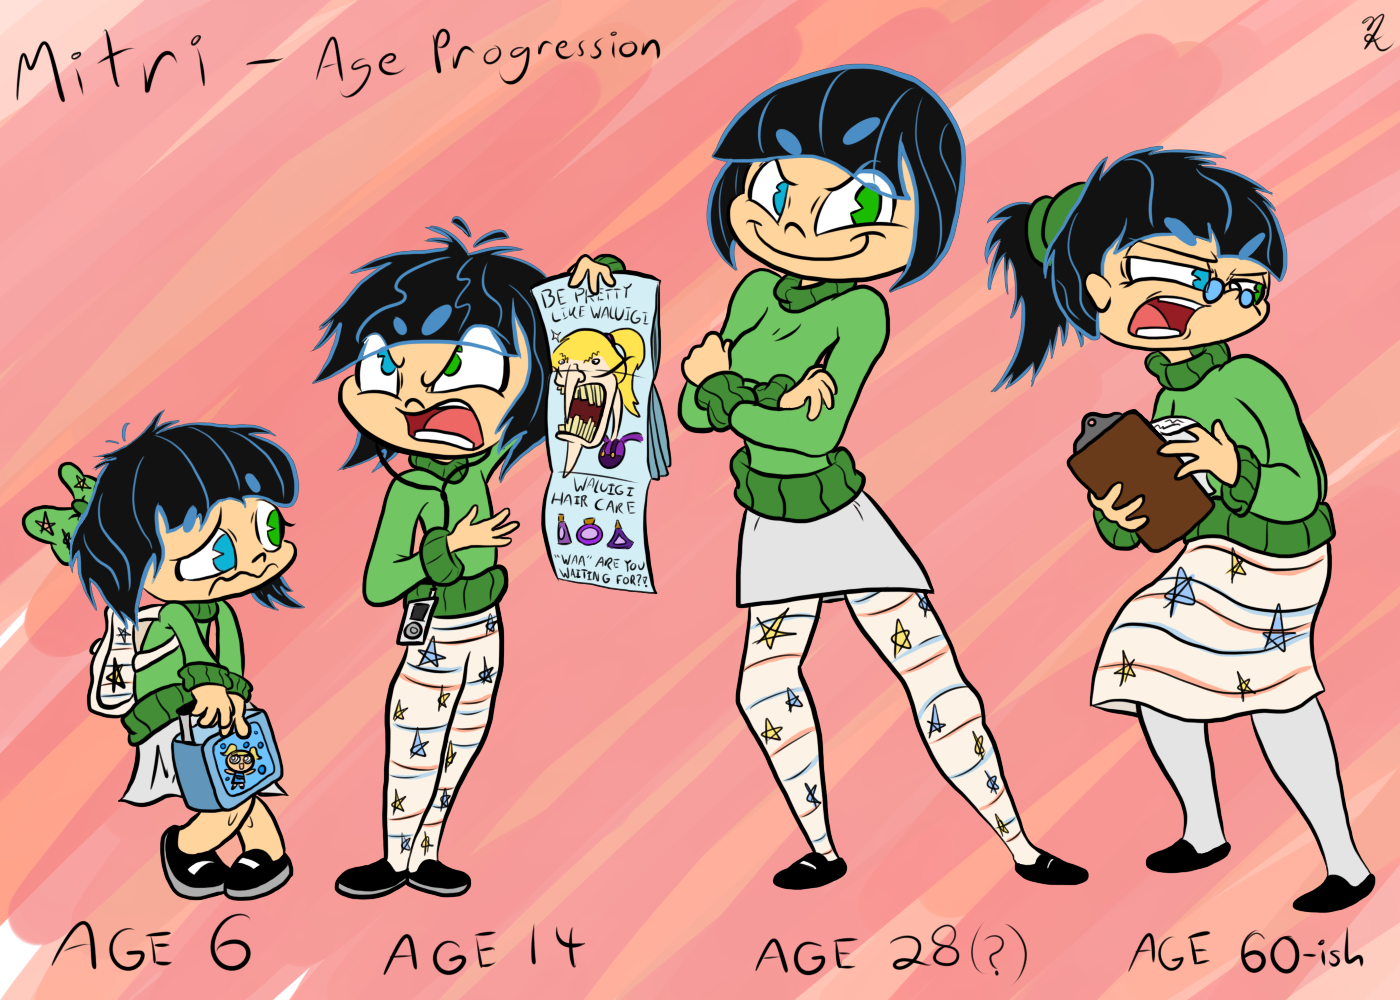 Mitri - Age Progression
BE PRETTY
LIKE WALUIGI
WALUIGI
HAIR CARE
"WAA" ARE YOU
WAITING FOR??
AGE 6
AGE 14
AGE 28(?)
AGE 60-ish